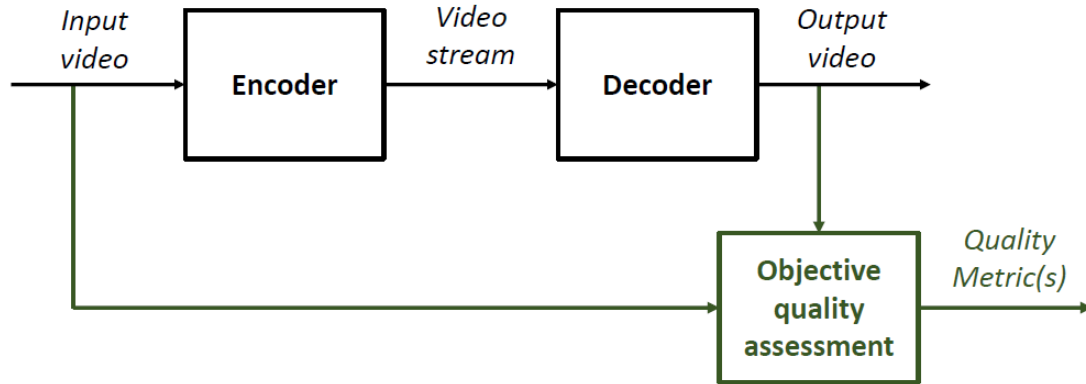 Input
video
Encoder
Video
stream
Decoder
Output
video
Objective
quality
assessment
Quality
Metric(s)